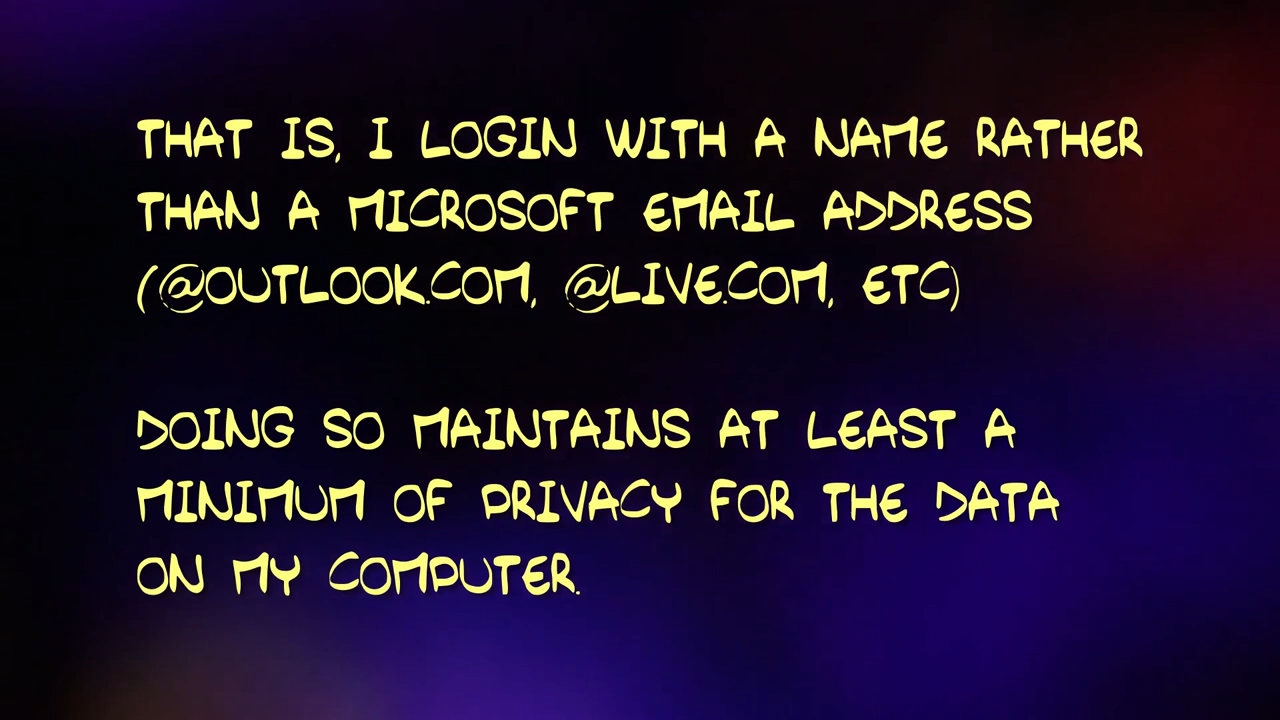 THAT IS, I LOGIN WITH A NAME RATHER
THAN A MICROSOFT EMAIL ADDRESS
(@OUTLOOK.COM, @LIVE.COM, ETC)
DOING SO MAINTAINS AT LEAST A
MINIMUM OF PRIVACY FOR THE DATA
ON MY COMPUTER.